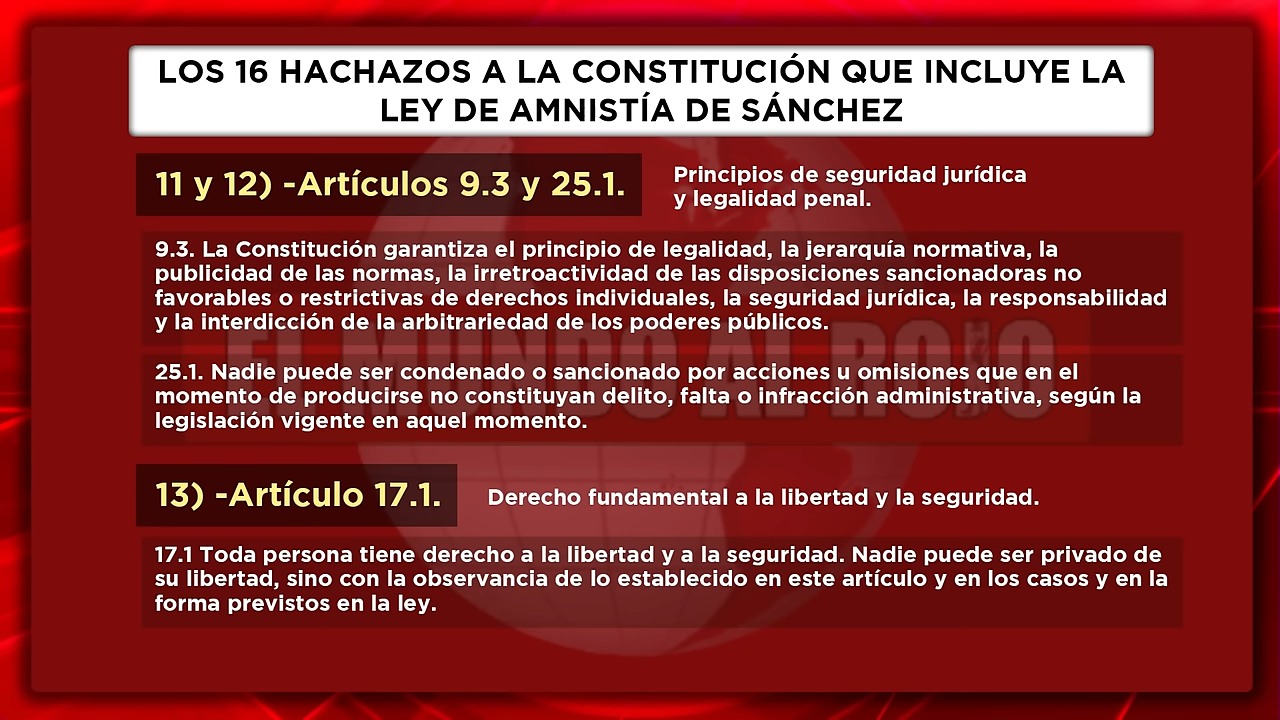 LOS 16 HACHAZOS A LA CONSTITUCIÓN QUE INCLUYE LA
LEY DE AMNISTÍA DE SÁNCHEZ
11 y 12) -Artículos 9.3 y 25.1.
Principios de seguridad jurídica
y legalidad penal.
9.3. La Constitución garantiza el principio de legalidad, la jerarquía normativa, la
publicidad de las normas, la irretroactividad de las disposiciones sancionadoras no
favorables o restrictivas de derechos individuales, la seguridad jurídica, la responsabilidad
y la interdicción de la arbitrariedad de los poderes públicos.
EL MUNDO AL ROJO
25.1. Nadie puede ser condenado o sancionado por acciones u omisiones que en el
momento de producirse no constituyan delito, falta o infracción administrativa, según la
legislación vigente en aquel momento.
13) -Artículo 17.1.
Derecho fundamental a la libertad y la seguridad.
17.1 Toda persona tiene derecho a la libertad y a la seguridad. Nadie puede ser privado de
su libertad, sino con la observancia de lo establecido en este artículo y en los casos y en la
forma previstos en la ley.